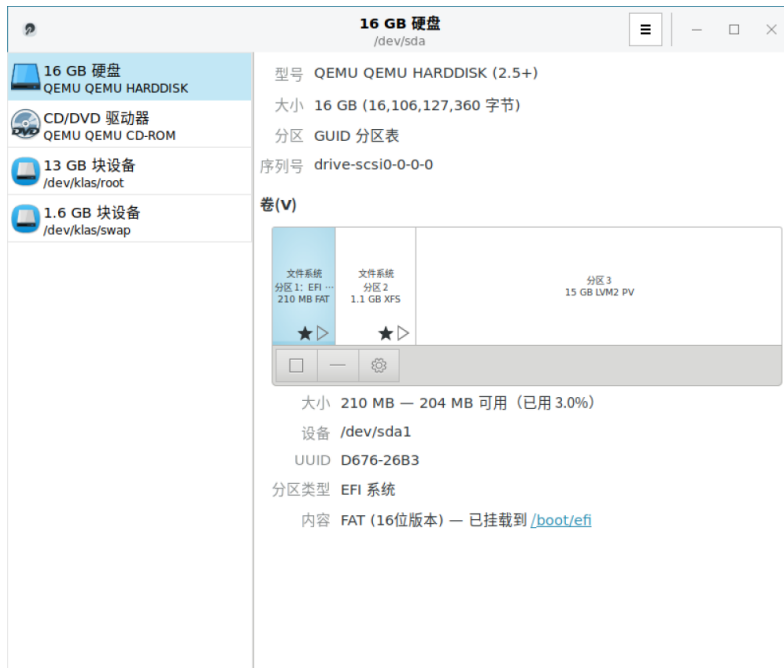 16 GB 硬盘
/dev/sda
16 GB 硬盘
QEMU QEMU HARDDISK
CD/DVD 驱动器
QEMU QEMU CD-ROM
13 GB 块设备
/dev/klas/root
1.6 GB 块设备
/dev/klas/swap
型号 QEMU QEMU HARDDISK (2.5+)
大小 16 GB (16,106,127,360 字节)
分区 GUID 分区表
序列号 drive-scsi0-0-0-0
卷(V)
文件系统
分区 1：EFI …
210 MB FAT
文件系统
分区 2
1.1 GB XFS
分区 3
15 GB LVM2 PV
大小 210 MB — 204 MB 可用（已用 3.0%）
设备 /dev/sda1
UUID D676-26B3
分区类型 EFI 系统
内容 FAT (16位版本) — 已挂载到 /boot/efi